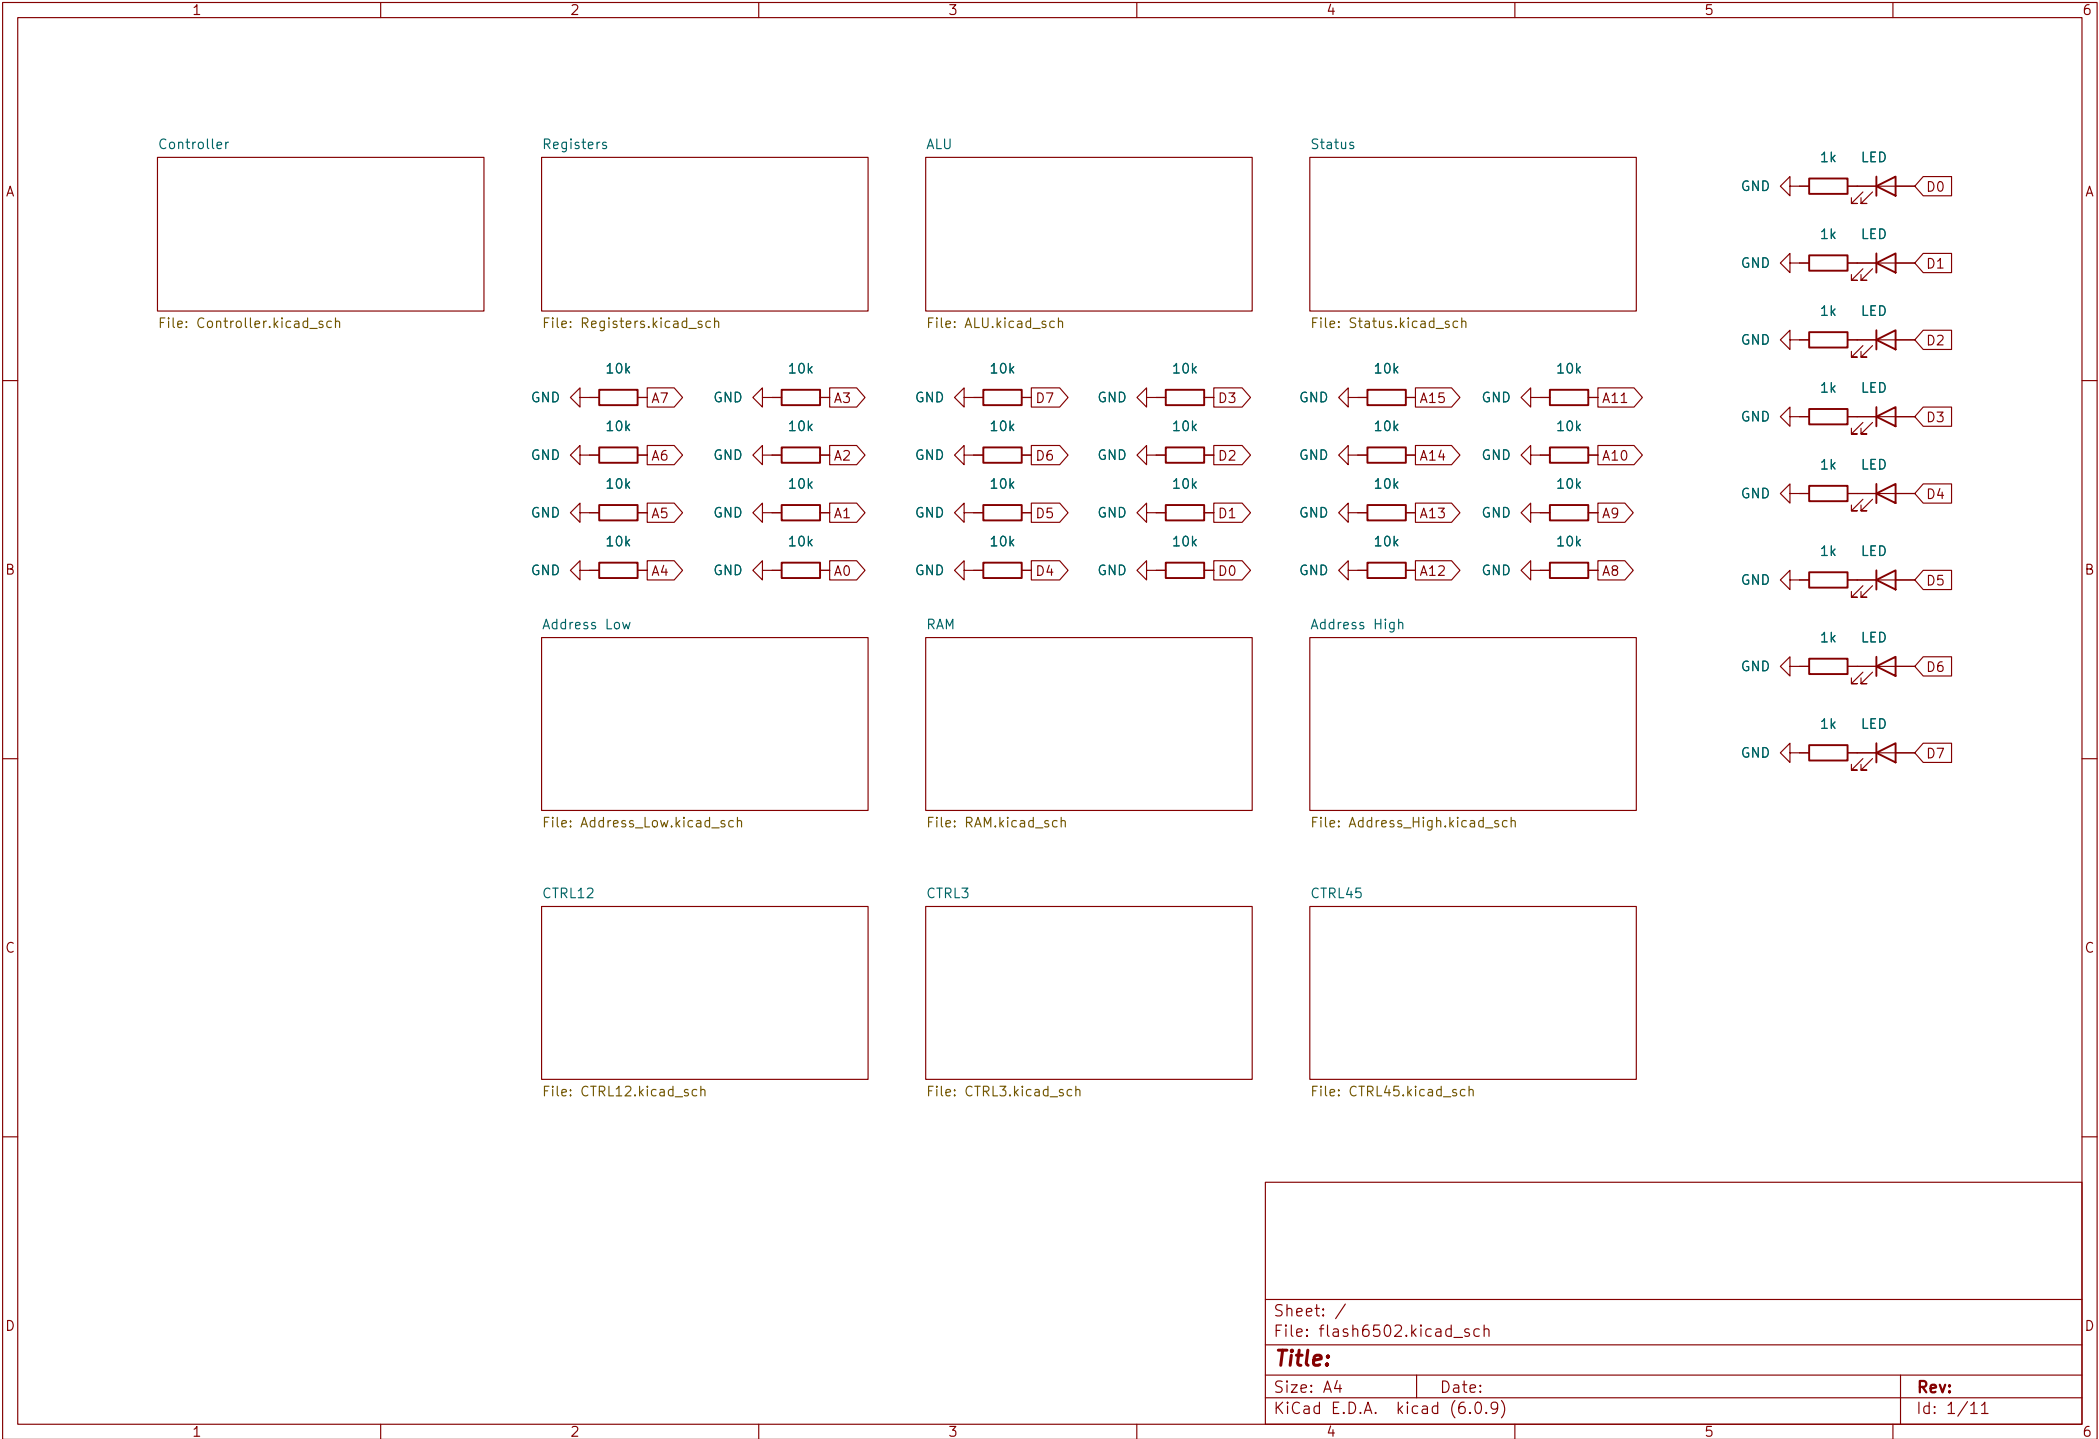 1 2 3 4 5 6
Controller Registers ALU Status
1k LED
A GND D0 A
1k LED
GND D1
1k LED
File: Controller.kicad_sch File: Registers.kicad_sch File: ALU.kicad_sch File: Status.kicad_sch
GND D2
10k 10k 10k 10k 10k 10k
1k LED
GND A7 GND A3 GND D7 GND D3 GND A15 GND A11
GND D3
10k 10k 10k 10k 10k 10k
GND A6 GND A2 GND D6 GND D2 GND A14 GND A10
1k LED
10k 10k 10k 10k 10k 10k
GND D4
GND A5 GND A1 GND D5 GND D1 GND A13 GND A9
10k 10k 10k 10k 10k 10k
1k LED
B GND A4 GND A0 GND D4 GND D0 GND A12 GND A8 B
GND D5
Address Low RAM Address High
1k LED
GND D6
1k LED
GND D7
File: Address_Low.kicad_sch File: RAM.kicad_sch File: Address_High.kicad_sch
CTRL12 CTRL3 CTRL45
C C
File: CTRL12.kicad_sch File: CTRL3.kicad_sch File: CTRL45.kicad_sch
Sheet: /
D File: flash6502.kicad_sch D
Title:
Size: A4 Date: Rev:
KiCad E.D.A. kicad (6.0.9) Id: 1/11
1 2 3 4 5 6